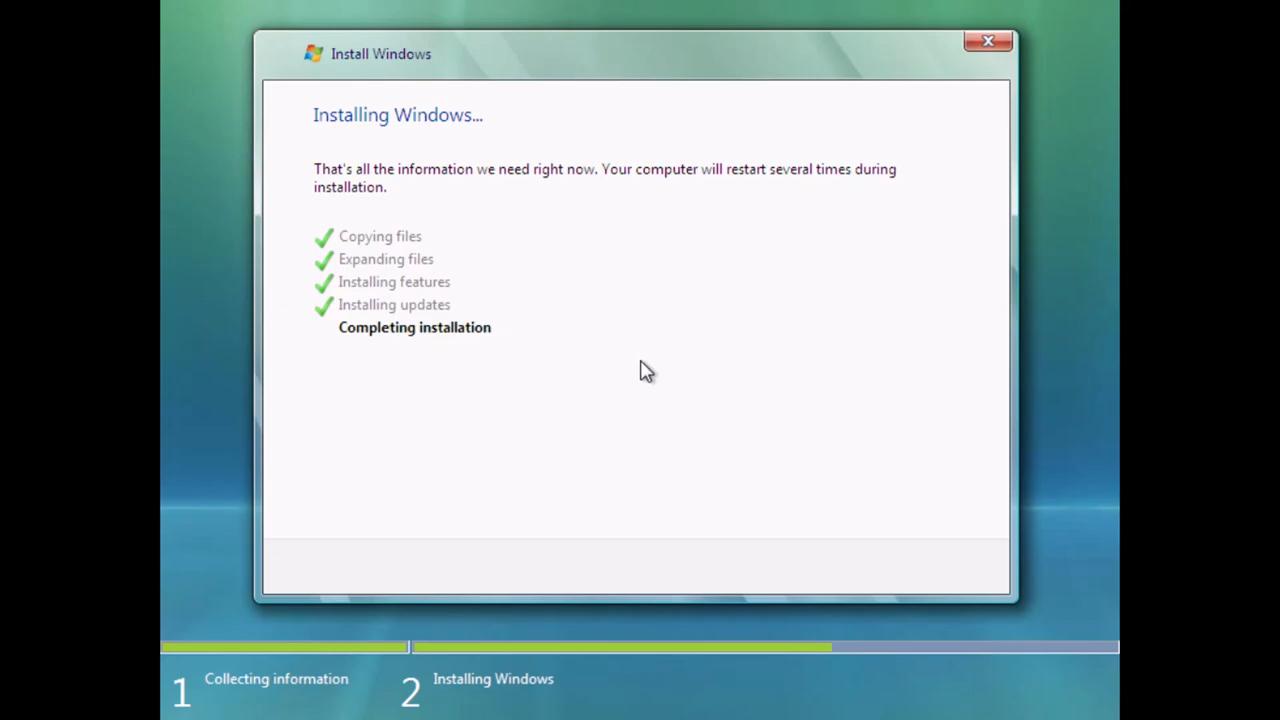 Install Windows
Installing Windows...
That's all the information we need right now. Your computer will restart several times during
installation.
Copying files
Expanding files
Installing features
Installing updates
Completing installation
1 Collecting information
2 Installing Windows